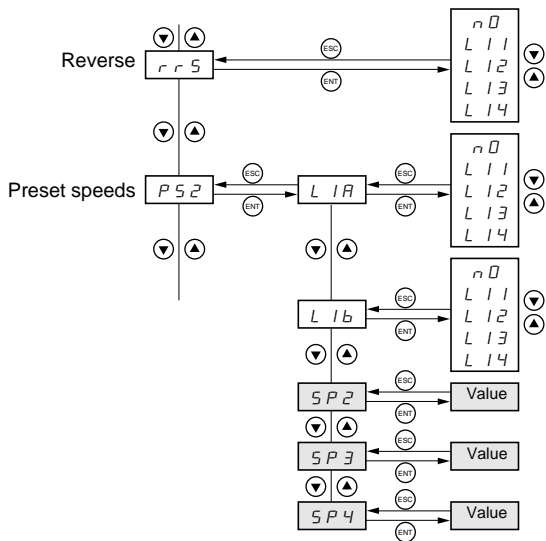 ESC
Reverse
rrS
ENT
nO
LI1
LI2
LI3
LI4
Preset speeds
PS2
ESC
ENT
LIA
ESC
ENT
nO
LI1
LI2
LI3
LI4
LIb
ESC
ENT
nO
LI1
LI2
LI3
LI4
SP2
ESC
ENT
Value
SP3
ESC
ENT
Value
SP4
ESC
ENT
Value